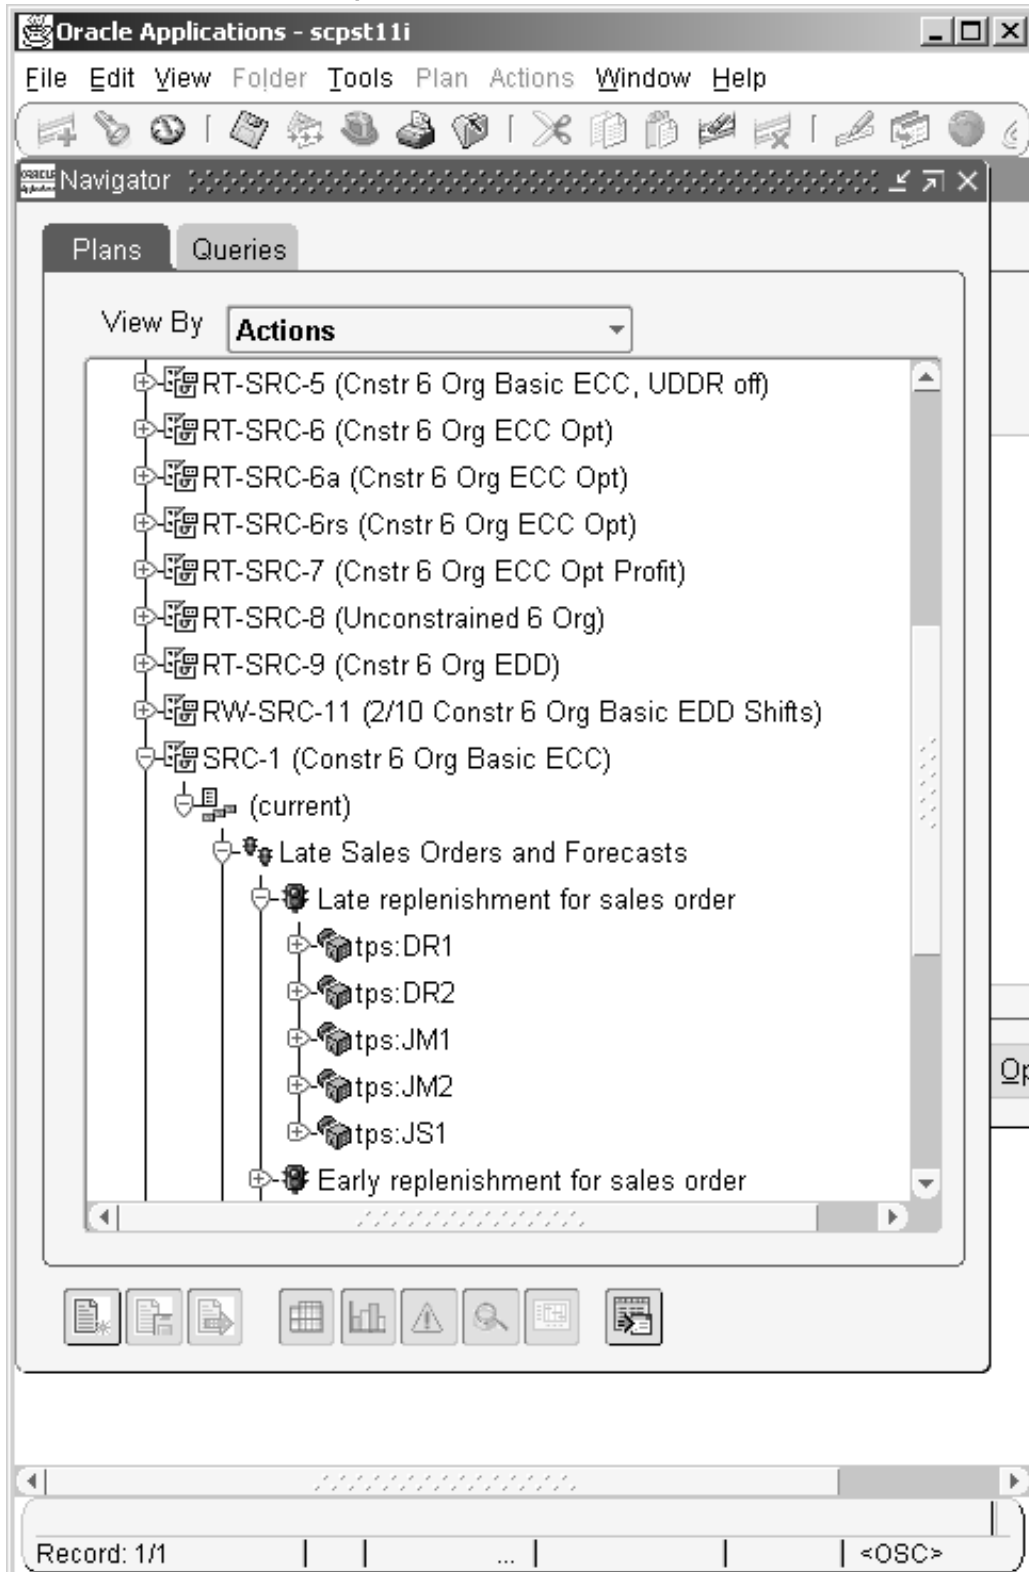 Oracle Applications - scpst11i
File Edit View Folder Tools Plan Actions Window Help
Navigator
Plans Queries
View By Actions
RT-SRC-5 (Cnstr 6 Org Basic ECC, UDDR off)
RT-SRC-6 (Cnstr 6 Org ECC Opt)
RT-SRC-6a (Cnstr 6 Org ECC Opt)
RT-SRC-6rs (Cnstr 6 Org ECC Opt)
RT-SRC-7 (Cnstr 6 Org ECC Opt Profit)
RT-SRC-8 (Unconstrained 6 Org)
RT-SRC-9 (Cnstr 6 Org EDD)
RW-SRC-11 (2/10 Constr 6 Org Basic EDD Shifts)
SRC-1 (Constr 6 Org Basic ECC)
(current)
Late Sales Orders and Forecasts
Late replenishment for sales order
tps:DR1
tps:DR2
tps:JM1
tps:JM2
Op
tps:JS1
Early replenishment for sales order
Record: 1/1 ... <OSC>